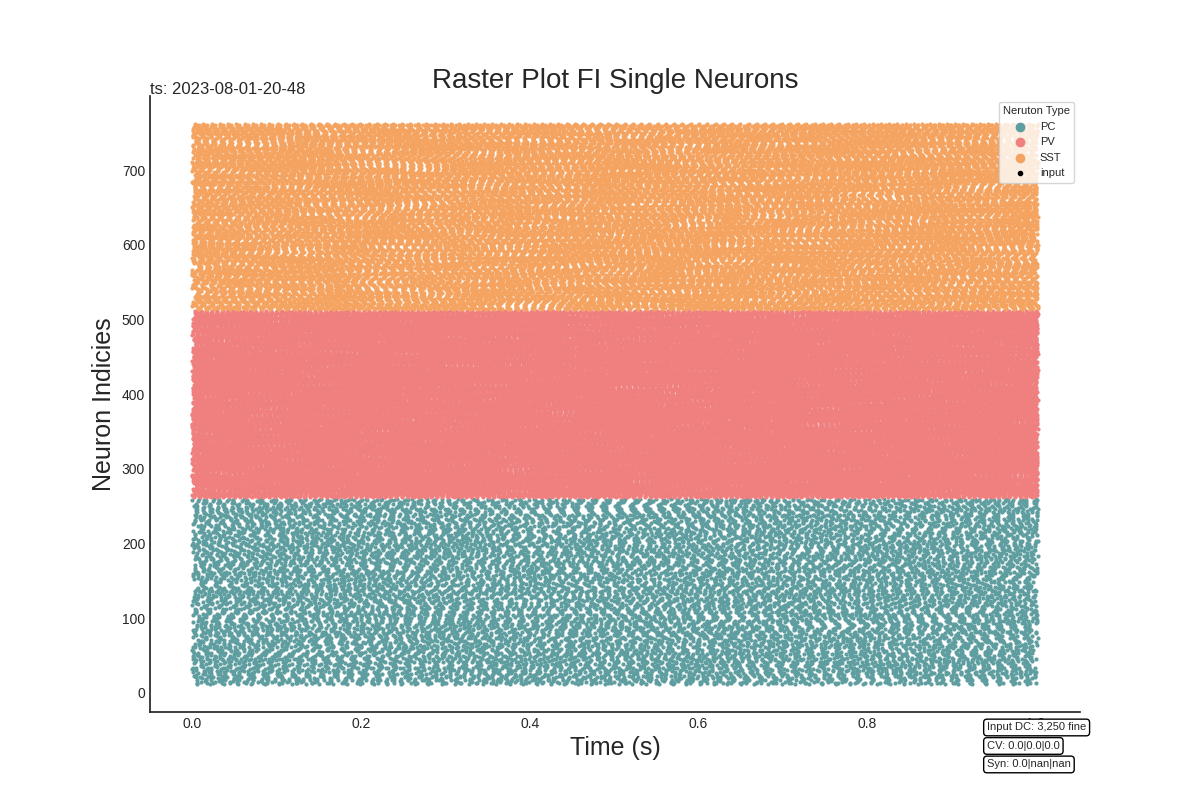 Raster Plot FI Single Neurons
ts: 2023-08-01-20-48
Neruton Type
PC
PV
SST
input
700
600
500
400
300
200
100
0
Neuron Indicies
0.0 0.2 0.4 0.6 0.8
Time (s)
Input DC: 3,250 fine
CV: 0.0|0.0|0.0
Syn: 0.0|nan|nan